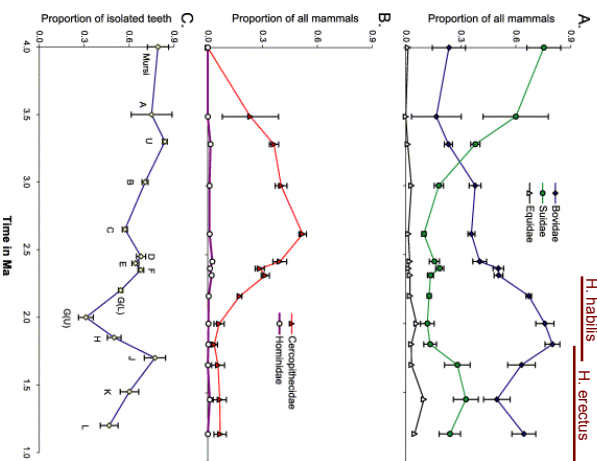 C.
B.
A.
Proportion of isolated teeth
Proportion of all mammals
Proportion of all mammals
0.0
0.3
0.6
0.9
0.0
0.3
0.6
0.9
0.0
0.3
0.6
0.9
Bovidae
Suidae
Equidae
Cercopithecidae
Hominidae
H. habilis
H. erectus
Mursi
A
U
B
C
D
E
F
G(L)
G(U)
H
J
K
L
4.0
3.5
3.0
2.5
2.0
1.5
1.0
Time in Ma